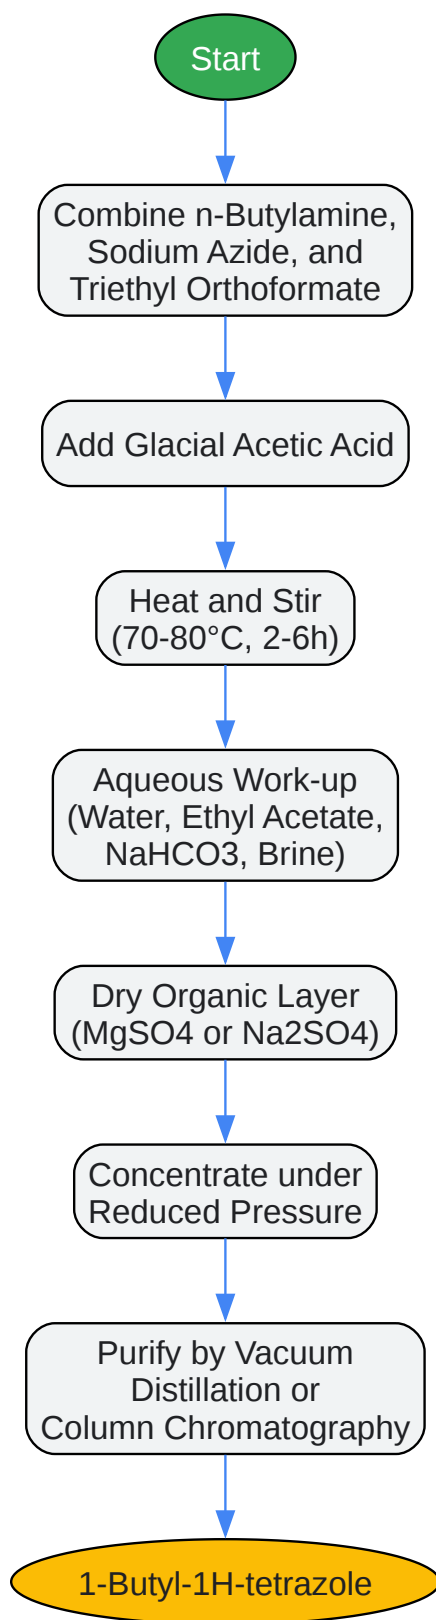 Start
Combine n-Butylamine,
Sodium Azide, and
Triethyl Orthoformate
Add Glacial Acetic Acid
Heat and Stir
(70-80°C, 2-6h)
Aqueous Work-up
(Water, Ethyl Acetate,
NaHCO3, Brine)
Dry Organic Layer
(MgSO4 or Na2SO4)
Concentrate under
Reduced Pressure
Purify by Vacuum
Distillation or
Column Chromatography
1-Butyl-1H-tetrazole